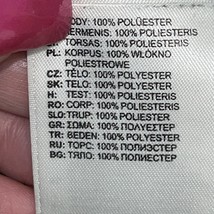 ODY: 100% POLÜESTER
ERMENIS: 100% POLIESTERIS
TORSAS: 100% POLIESTERIS
PL: KORPUS: 100% WŁÓKNO
POLIESTROWE
CZ: TĚLO: 100% POLYESTER
SK: TELO: 100% POLYESTER
H: TEST: 100% POLIÉSZTER
RO: CORP: 100% POLIESTER
SLO: TRUP: 100% POLIESTER
GR: ΣΩΜΑ: 100% ΠΟΛΥΕΣΤΕΡ
TR: BEDEN: 100% POLYESTER
RU: ТОРС: 100% ПОЛИЭСТЕР
BG: ТЯЛО: 100% ПОЛИЕСТЕР